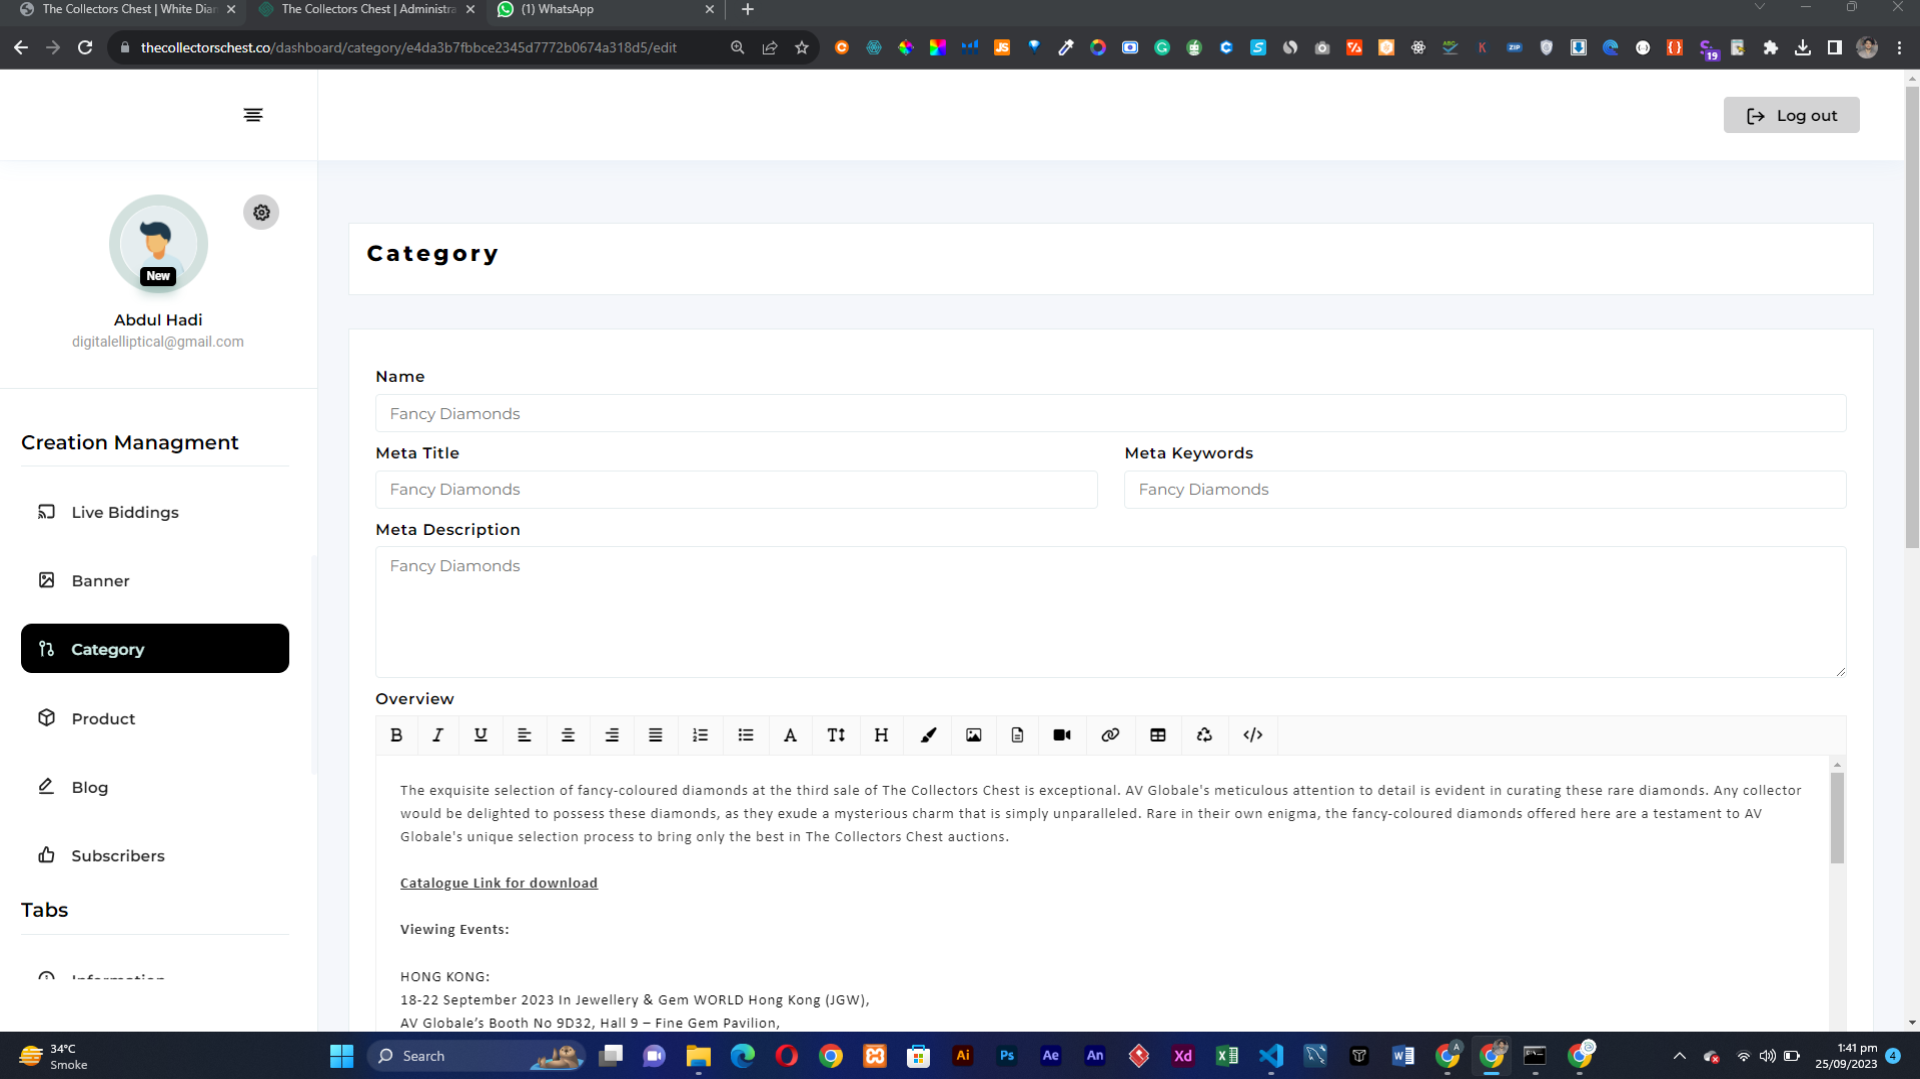 The Collectors Chest | White Dian
The Collectors Chest | Administra
(1) WhatsApp
thecollectorschest.co/dashboard/category/e4da3b7fbbce2345d7772b0674a318d5/edit
Log out
New
Abdul Hadi
digitalelliptical@gmail.com
Creation Managment
Live Biddings
Banner
Category
Product
Blog
Subscribers
Tabs
Information
Category
Name
Fancy Diamonds
Meta Title
Meta Keywords
Fancy Diamonds
Fancy Diamonds
Meta Description
Fancy Diamonds
Overview
The exquisite selection of fancy-coloured diamonds at the third sale of The Collectors Chest is exceptional. AV Globale's meticulous attention to detail is evident in curating these rare diamonds. Any collector
would be delighted to possess these diamonds, as they exude a mysterious charm that is simply unparalleled. Rare in their own enigma, the fancy-coloured diamonds offered here are a testament to AV
Globale's unique selection process to bring only the best in The Collectors Chest auctions.
Catalogue Link for download
Viewing Events:
HONG KONG:
18-22 September 2023 In Jewellery & Gem WORLD Hong Kong (JGW),
AV Globale’s Booth No 9D32, Hall 9 – Fine Gem Pavilion,
34°C
Smoke
Search
1:41 pm
25/09/2023
4